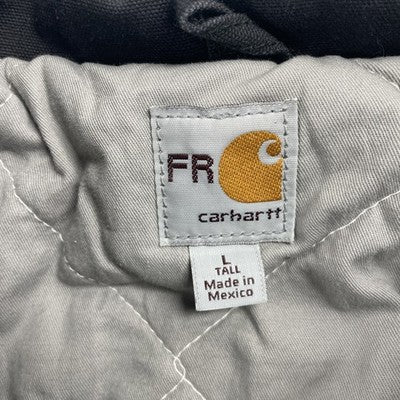 FR
carhartt
L
TALL
Made in
Mexico